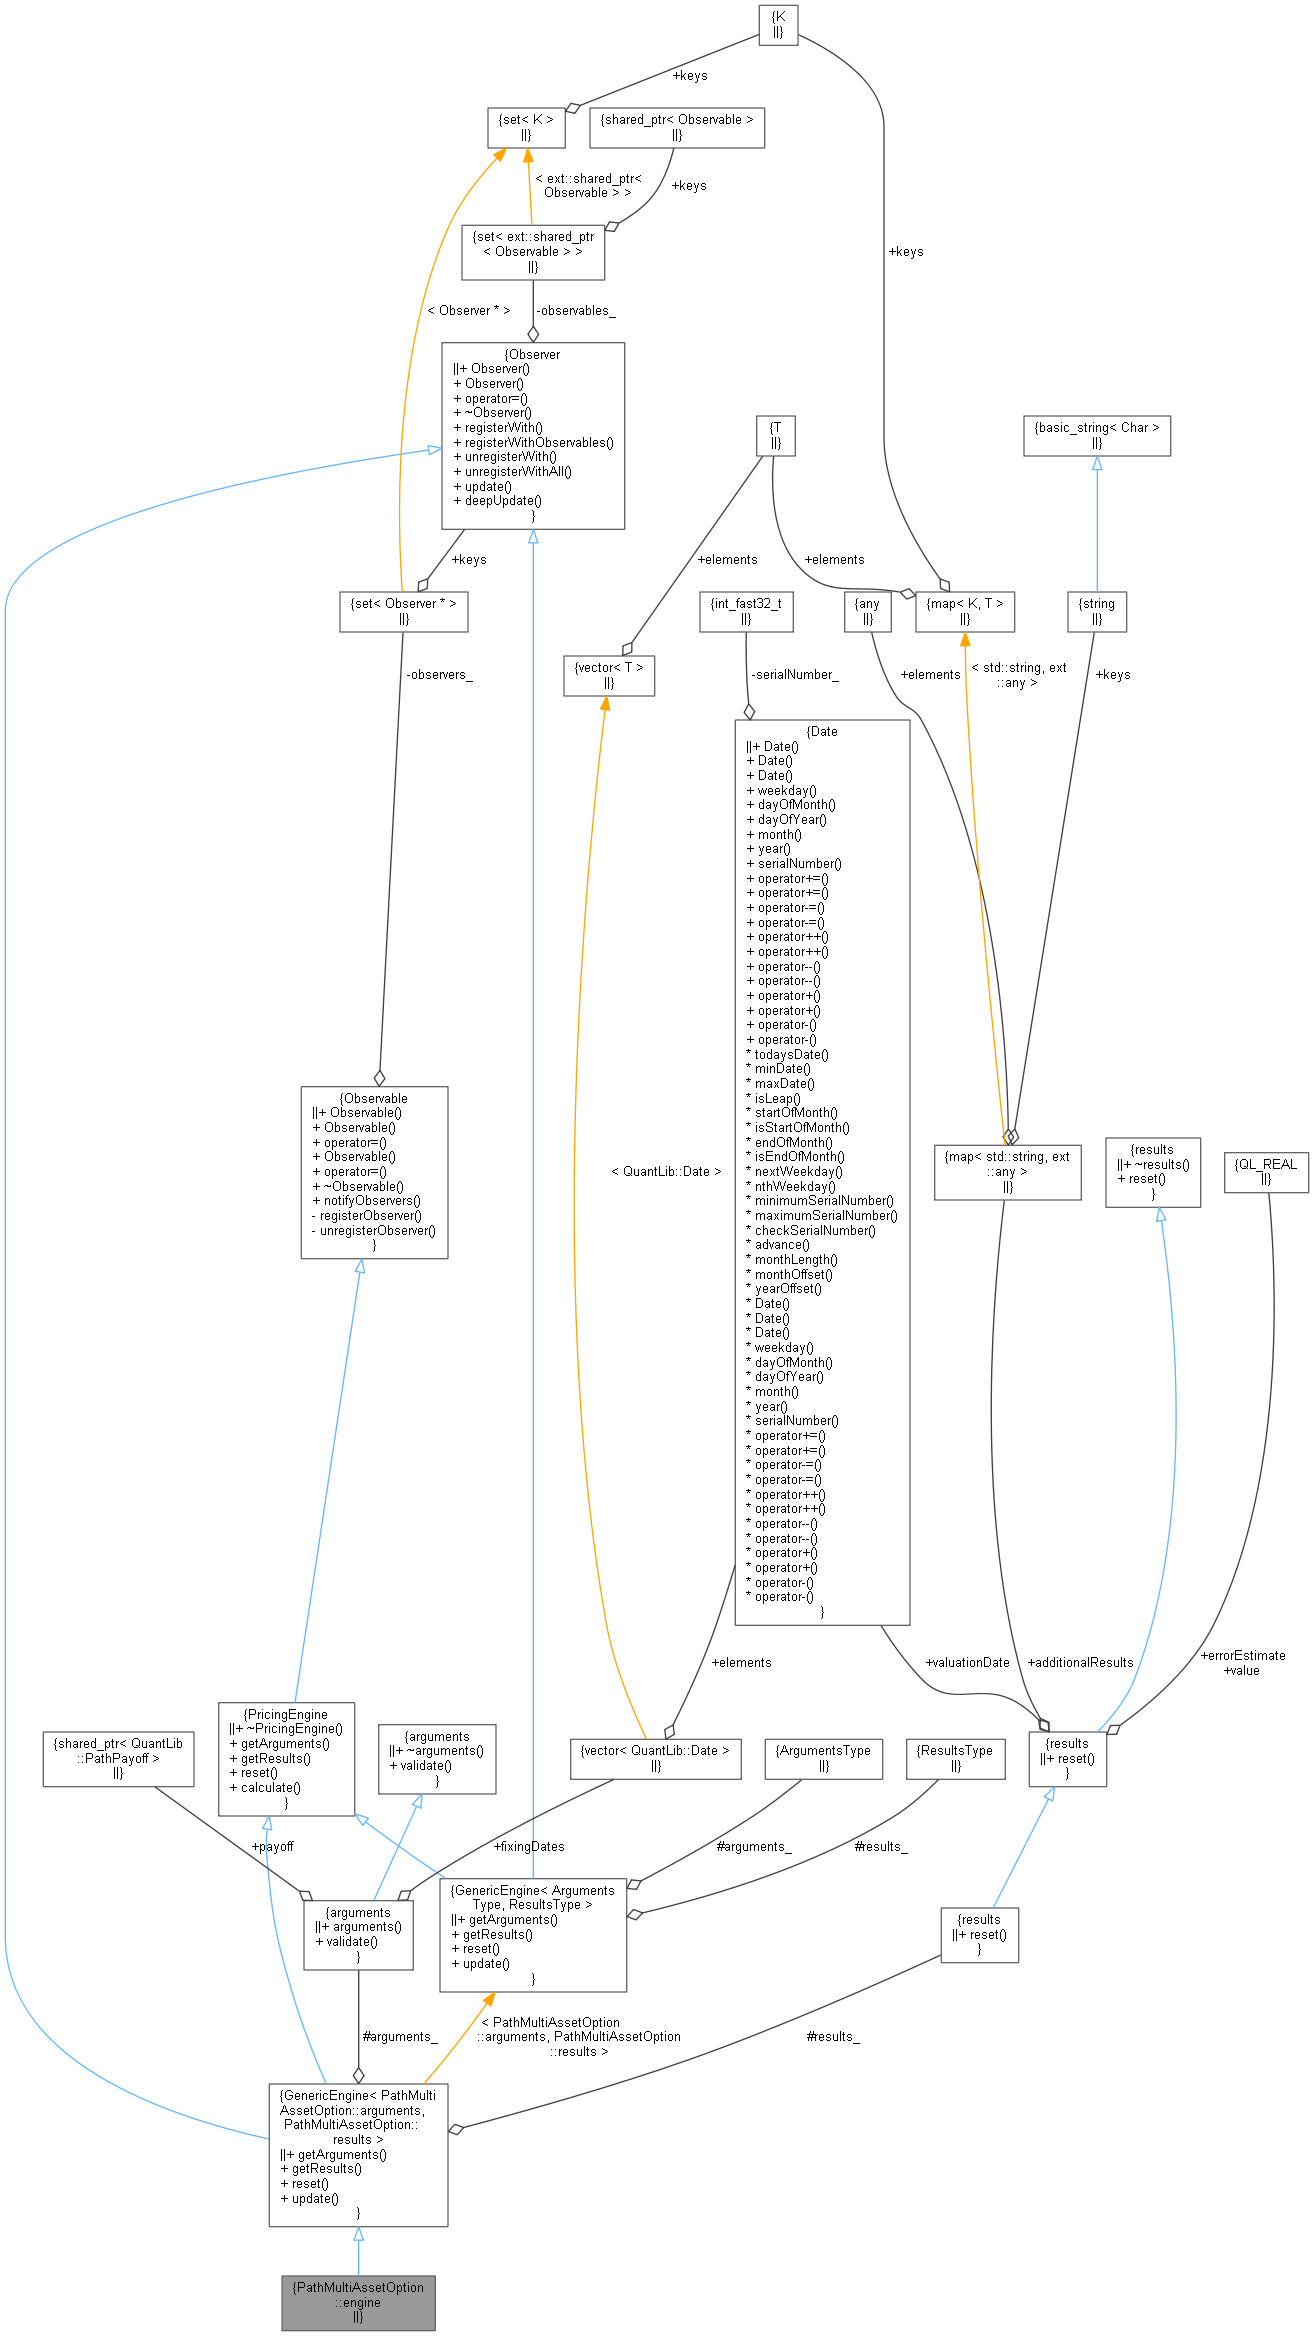 {K
||}
+keys
{set< K >
||}
{shared_ptr< Observable >
||}
< ext::shared_ptr<
Observable > >
+keys
{set< ext::shared_ptr
< Observable > >
||}
+keys
< Observer * >
-observables_
{Observer
||+ Observer()
+ Observer()
+ operator=()
+ ~Observer()
+ registerWith()
+ registerWithObservables()
+ unregisterWith()
+ unregisterWithAll()
+ update()
+ deepUpdate()
}
{T
||}
{basic_string< Char >
||}
+keys
+elements
+elements
{set< Observer * >
||}
{int_fast32_t
||}
{any
||}
{map< K, T >
||}
{string
||}
{vector< T >
||}
-observers_
-serialNumber_
+elements
< std::string, ext
::any >
+keys
{Date
||+ Date()
+ Date()
+ Date()
+ weekday()
+ dayOfMonth()
+ dayOfYear()
+ month()
+ year()
+ serialNumber()
+ operator+=()
+ operator+=()
+ operator-=()
+ operator-=()
+ operator++()
+ operator++()
+ operator--()
+ operator--()
+ operator+()
+ operator+()
+ operator-()
+ operator-()
* todaysDate()
* minDate()
* maxDate()
* isLeap()
* startOfMonth()
* isStartOfMonth()
* endOfMonth()
* isEndOfMonth()
* nextWeekday()
* nthWeekday()
* minimumSerialNumber()
* maximumSerialNumber()
* checkSerialNumber()
* advance()
* monthLength()
* monthOffset()
* yearOffset()
* Date()
* Date()
* Date()
* weekday()
* dayOfMonth()
* dayOfYear()
* month()
* year()
* serialNumber()
* operator+=()
* operator+=()
* operator-=()
* operator-=()
* operator++()
* operator++()
* operator--()
* operator--()
* operator+()
* operator+()
* operator-()
* operator-()
}
{Observable
||+ Observable()
+ Observable()
+ operator=()
+ Observable()
+ operator=()
+ ~Observable()
+ notifyObservers()
- registerObserver()
- unregisterObserver()
}
< QuantLib::Date >
{map< std::string, ext
::any >
||}
{results
||+ ~results()
+ reset()
}
{QL_REAL
||}
+elements
+valuationDate
+additionalResults
+errorEstimate
+value
{shared_ptr< QuantLib
::PathPayoff >
||}
{PricingEngine
||+ ~PricingEngine()
+ getArguments()
+ getResults()
+ reset()
+ calculate()
}
{arguments
||+ ~arguments()
+ validate()
}
{vector< QuantLib::Date >
||}
{ArgumentsType
||}
{ResultsType
||}
{results
||+ reset()
}
+payoff
+fixingDates
#arguments_
#results_
{arguments
||+ arguments()
+ validate()
}
{GenericEngine< Arguments
Type, ResultsType >
||+ getArguments()
+ getResults()
+ reset()
+ update()
}
{results
||+ reset()
}
#arguments_
< PathMultiAssetOption
::arguments, PathMultiAssetOption
::results >
#results_
{GenericEngine< PathMulti
AssetOption::arguments,
PathMultiAssetOption::
results >
||+ getArguments()
+ getResults()
+ reset()
+ update()
}
{PathMultiAssetOption
::engine
||}